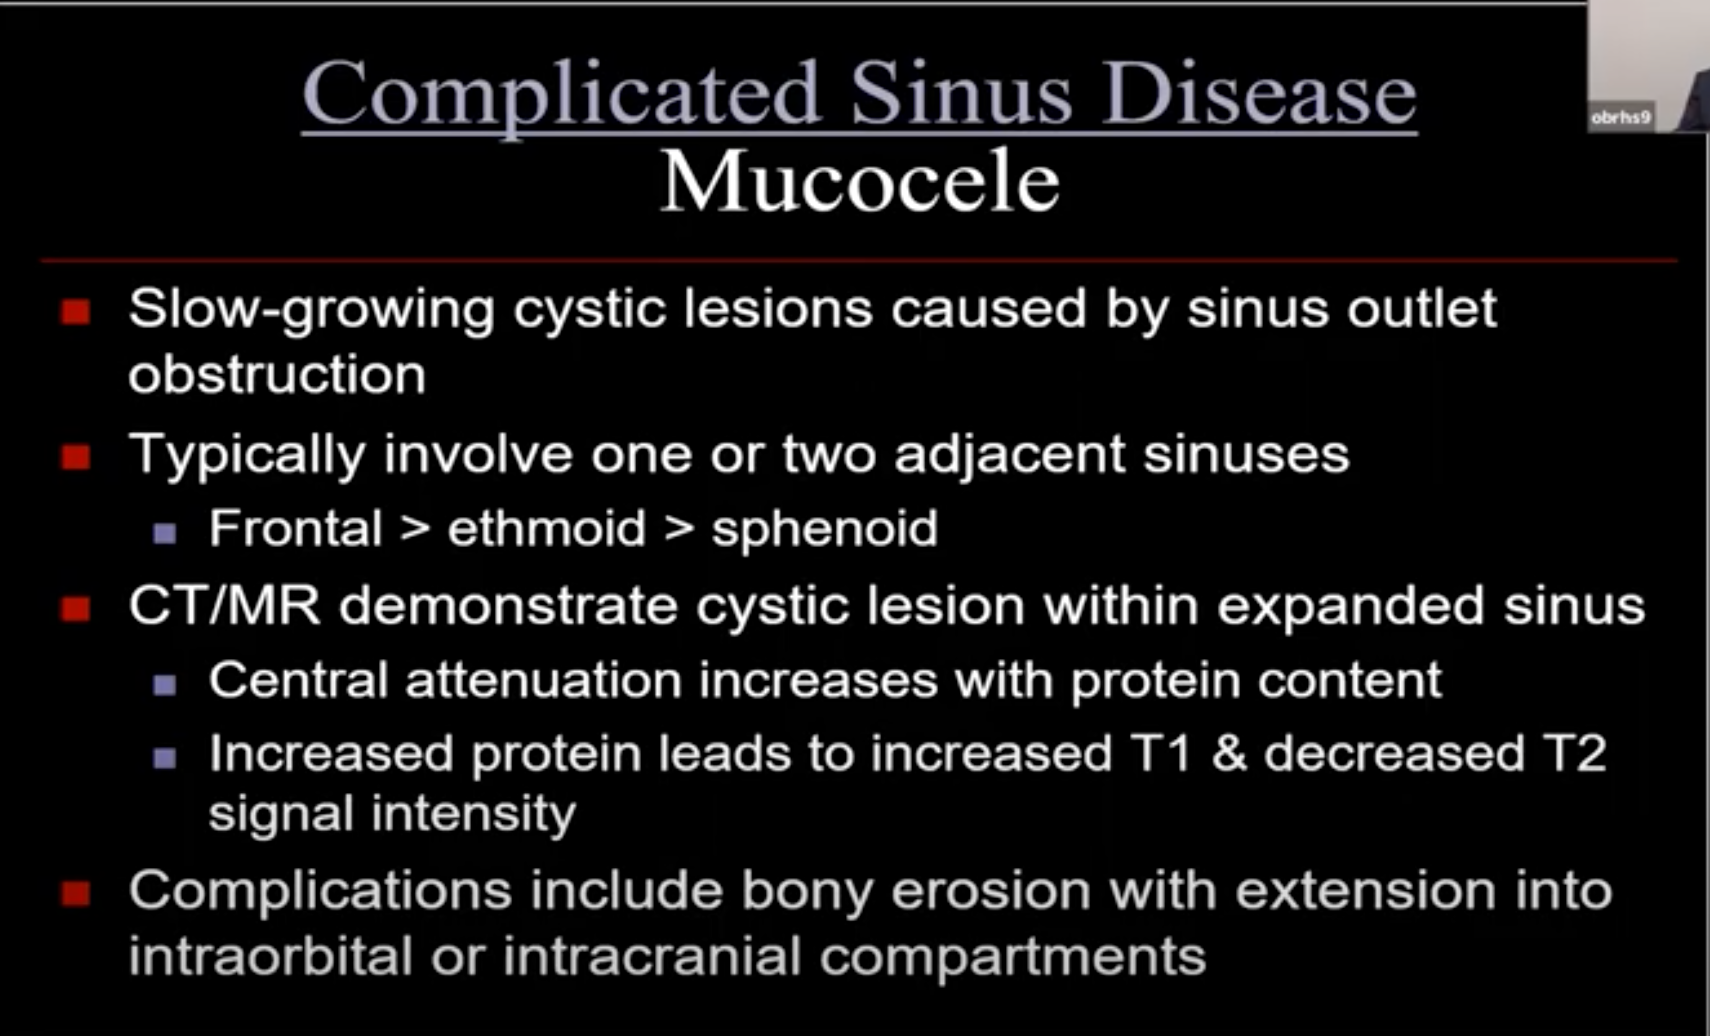 Complicated Sinus Disease
Mucocele
obrhs9
Slow-growing cystic lesions caused by sinus outlet
obstruction
Typically involve one or two adjacent sinuses
Frontal > ethmoid > sphenoid
CT/MR demonstrate cystic lesion within expanded sinus
Central attenuation increases with protein content
Increased protein leads to increased T1 & decreased T2
signal intensity
Complications include bony erosion with extension into
intraorbital or intracranial compartments